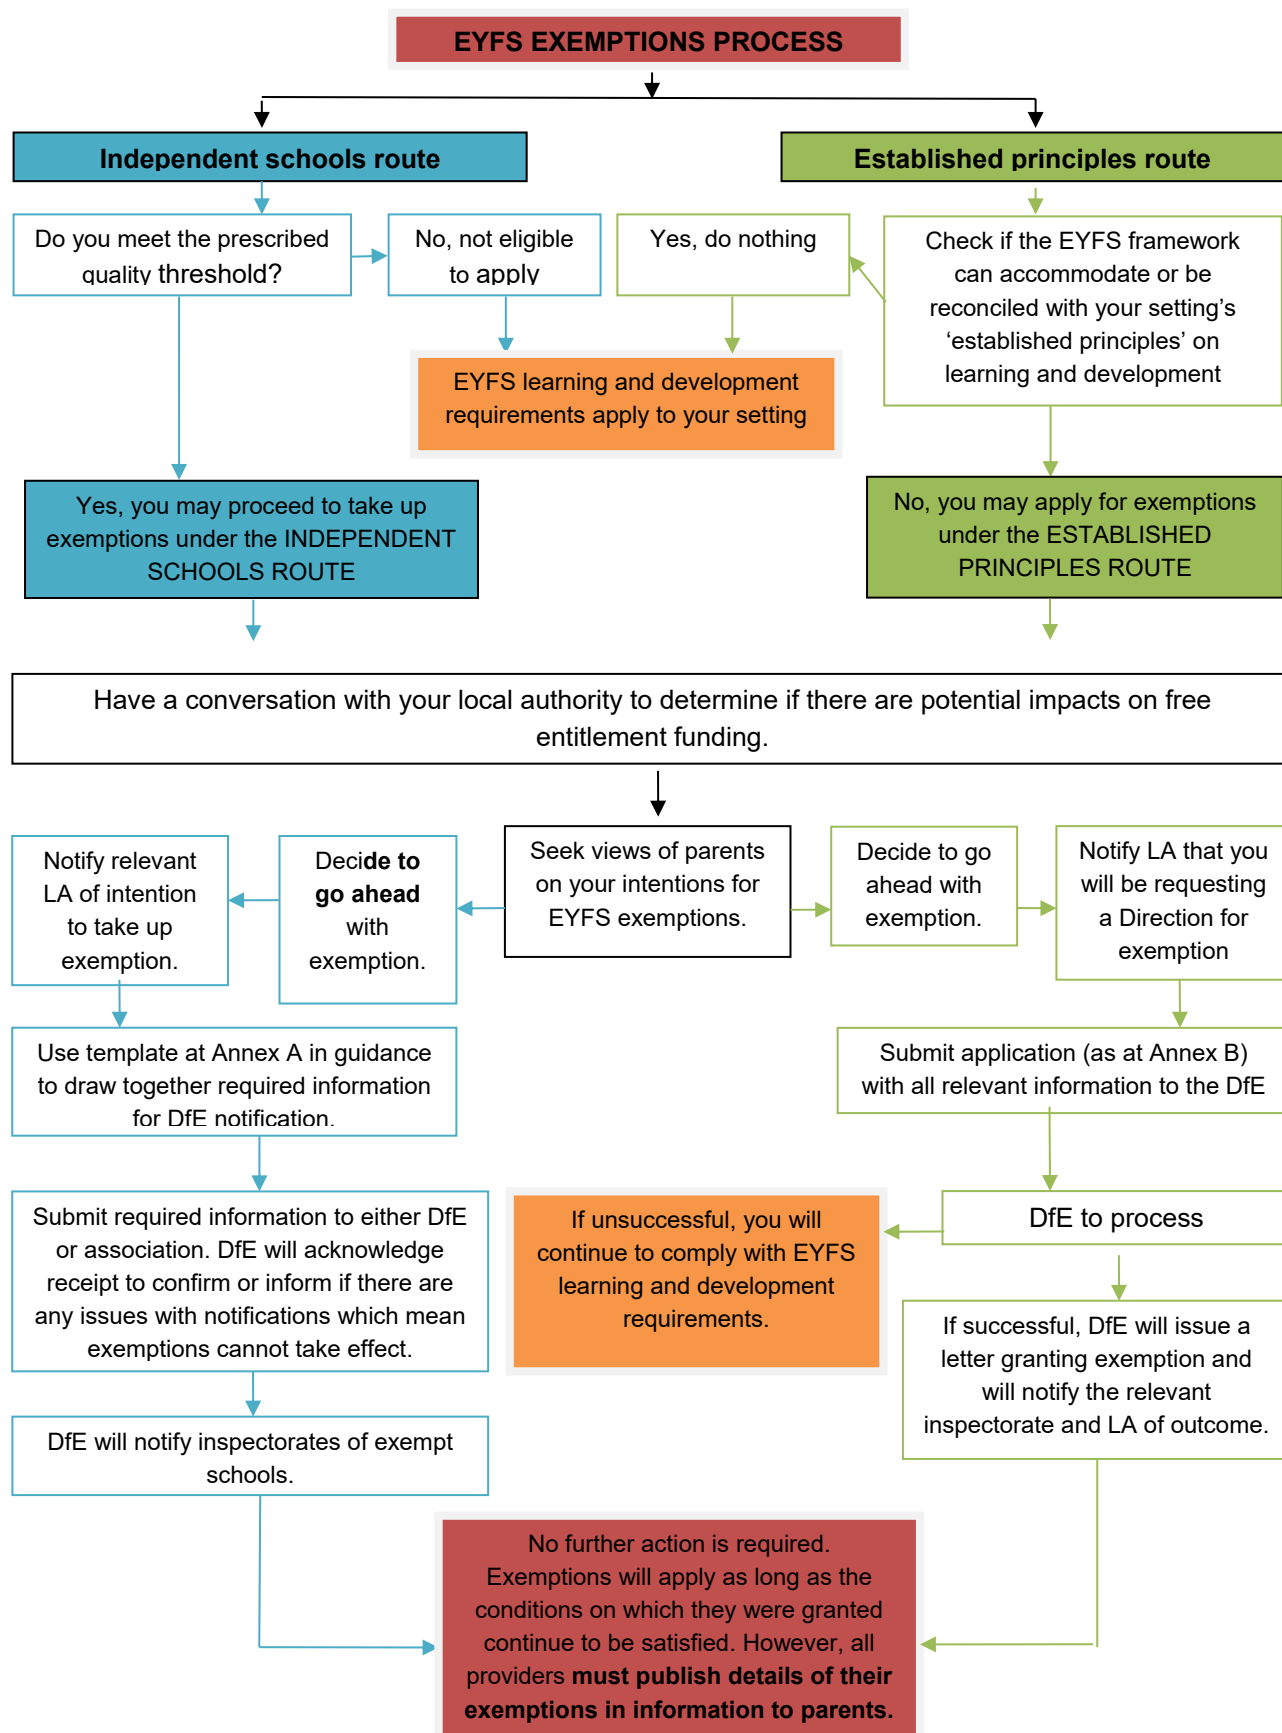 EYFS EXEMPTIONS PROCESS
Independent schools route
Established principles route
Do you meet the prescribed
quality threshold?
No, not eligible
to apply
Yes, do nothing
Check if the EYFS framework
can accommodate or be
reconciled with your setting’s
‘established principles’ on
learning and development
EYFS learning and development
requirements apply to your setting
Yes, you may proceed to take up
exemptions under the INDEPENDENT
SCHOOLS ROUTE
No, you may apply for exemptions
under the ESTABLISHED
PRINCIPLES ROUTE
Have a conversation with your local authority to determine if there are potential impacts on free
entitlement funding.
Notify relevant
LA of intention
to take up
exemption.
Decide to
go ahead
with
exemption.
Seek views of parents
on your intentions for
EYFS exemptions.
Decide to go
ahead with
exemption.
Notify LA that you
will be requesting
a Direction for
exemption
Use template at Annex A in guidance
to draw together required information
for DfE notification.
Submit application (as at Annex B)
with all relevant information to the DfE
Submit required information to either DfE
or association. DfE will acknowledge
receipt to confirm or inform if there are
any issues with notifications which mean
exemptions cannot take effect.
If unsuccessful, you will
continue to comply with EYFS
learning and development
requirements.
DfE to process
If successful, DfE will issue a
letter granting exemption and
will notify the relevant
inspectorate and LA of outcome.
DfE will notify inspectorates of exempt
schools.
No further action is required.
Exemptions will apply as long as the
conditions on which they were granted
continue to be satisfied. However, all
providers must publish details of their
exemptions in information to parents.